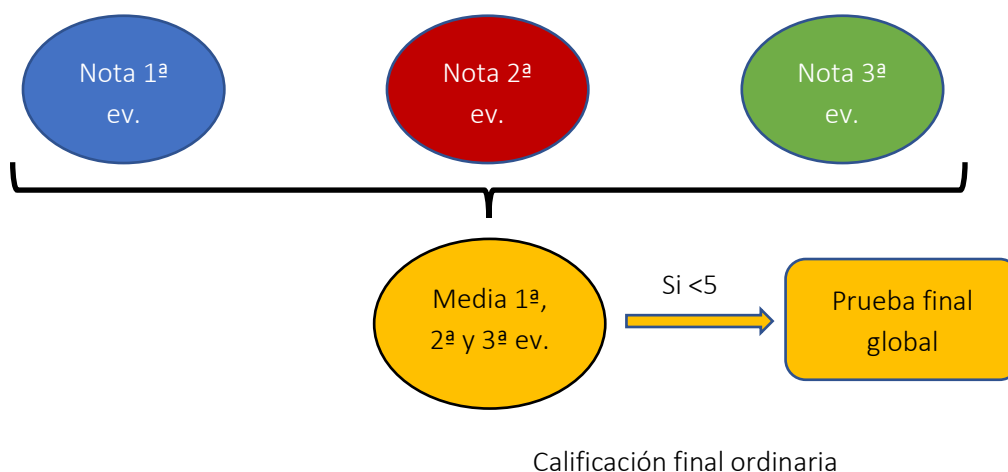 Nota 1ª
ev.
Nota 2ª
ev.
Nota 3ª
ev.
Media 1ª,
2ª y 3ª ev.
Si <5
Prueba final
global
Calificación final ordinaria